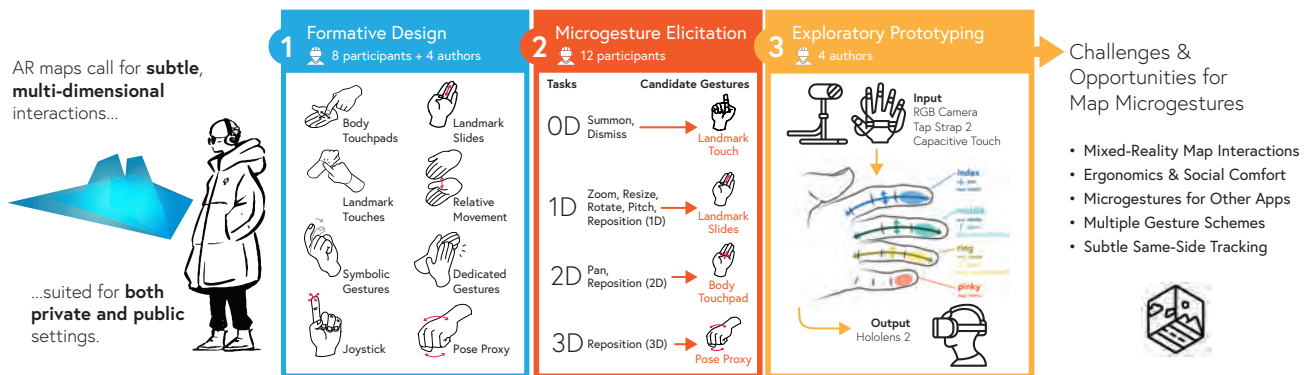 AR maps call for subtle,
multi-dimensional
interactions...
...suited for both
private and public
settings.
1
Formative Design
8 participants + 4 authors
Body
Touchpads
Landmark
Slides
Landmark
Touches
Relative
Movement
Symbolic
Gestures
Dedicated
Gestures
Joystick
Pose Proxy
2
Microgesture Elicitation
12 participants
Tasks
Candidate Gestures
0D
Summon,
Dismiss
Landmark
Touch
1D
Zoom, Resize,
Rotate, Pitch,
Reposition (1D)
Landmark
Slides
2D
Pan,
Reposition (2D)
Body
Touchpad
3D
Reposition (3D)
Pose Proxy
3
Exploratory Prototyping
4 authors
Input
RGB Camera
Tap Strap 2
Capacitive Touch
index
middle
ring
pinky
Output
Hololens 2
Challenges &
Opportunities for
Map Microgestures
• Mixed-Reality Map Interactions
• Ergonomics & Social Comfort
• Microgestures for Other Apps
• Multiple Gesture Schemes
• Subtle Same-Side Tracking